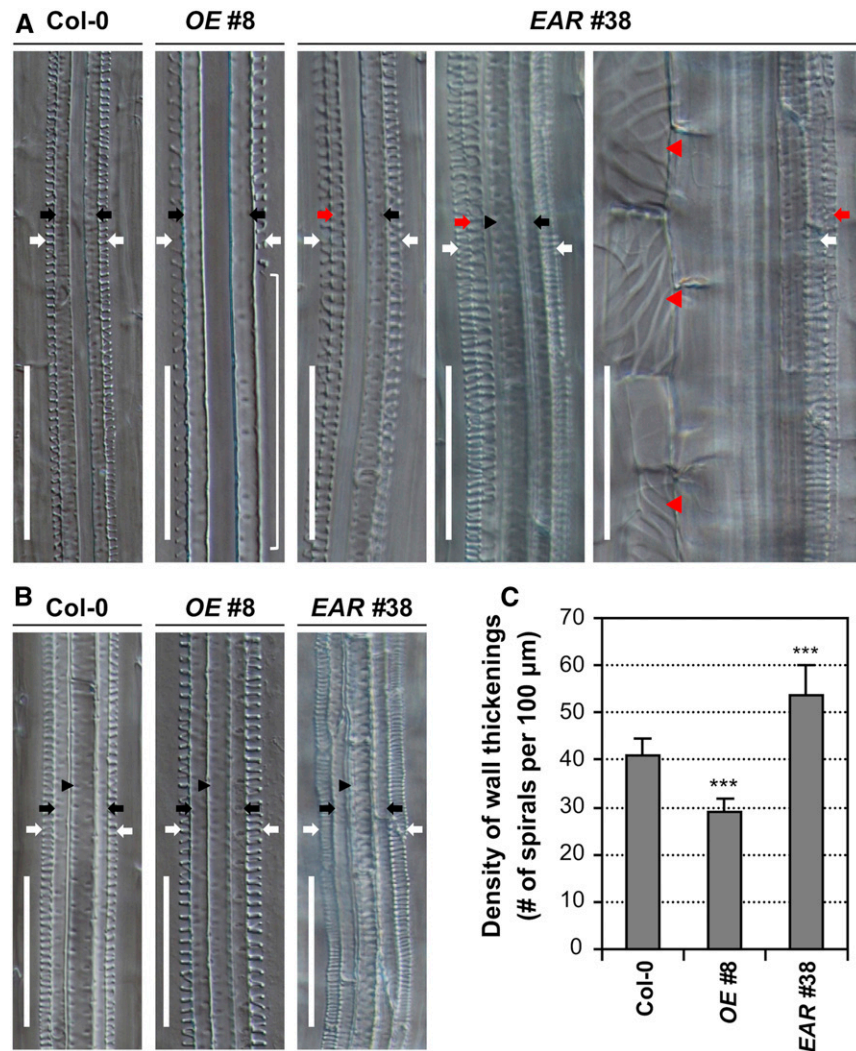 A
Col-0
OE #8
EAR #38
B
Col-0
OE #8
EAR #38
C
Density of wall thickenings
(# of spirals per 100 µm)
70
60
50
40
30
20
10
0
***
***
Col-0
OE #8
EAR #38